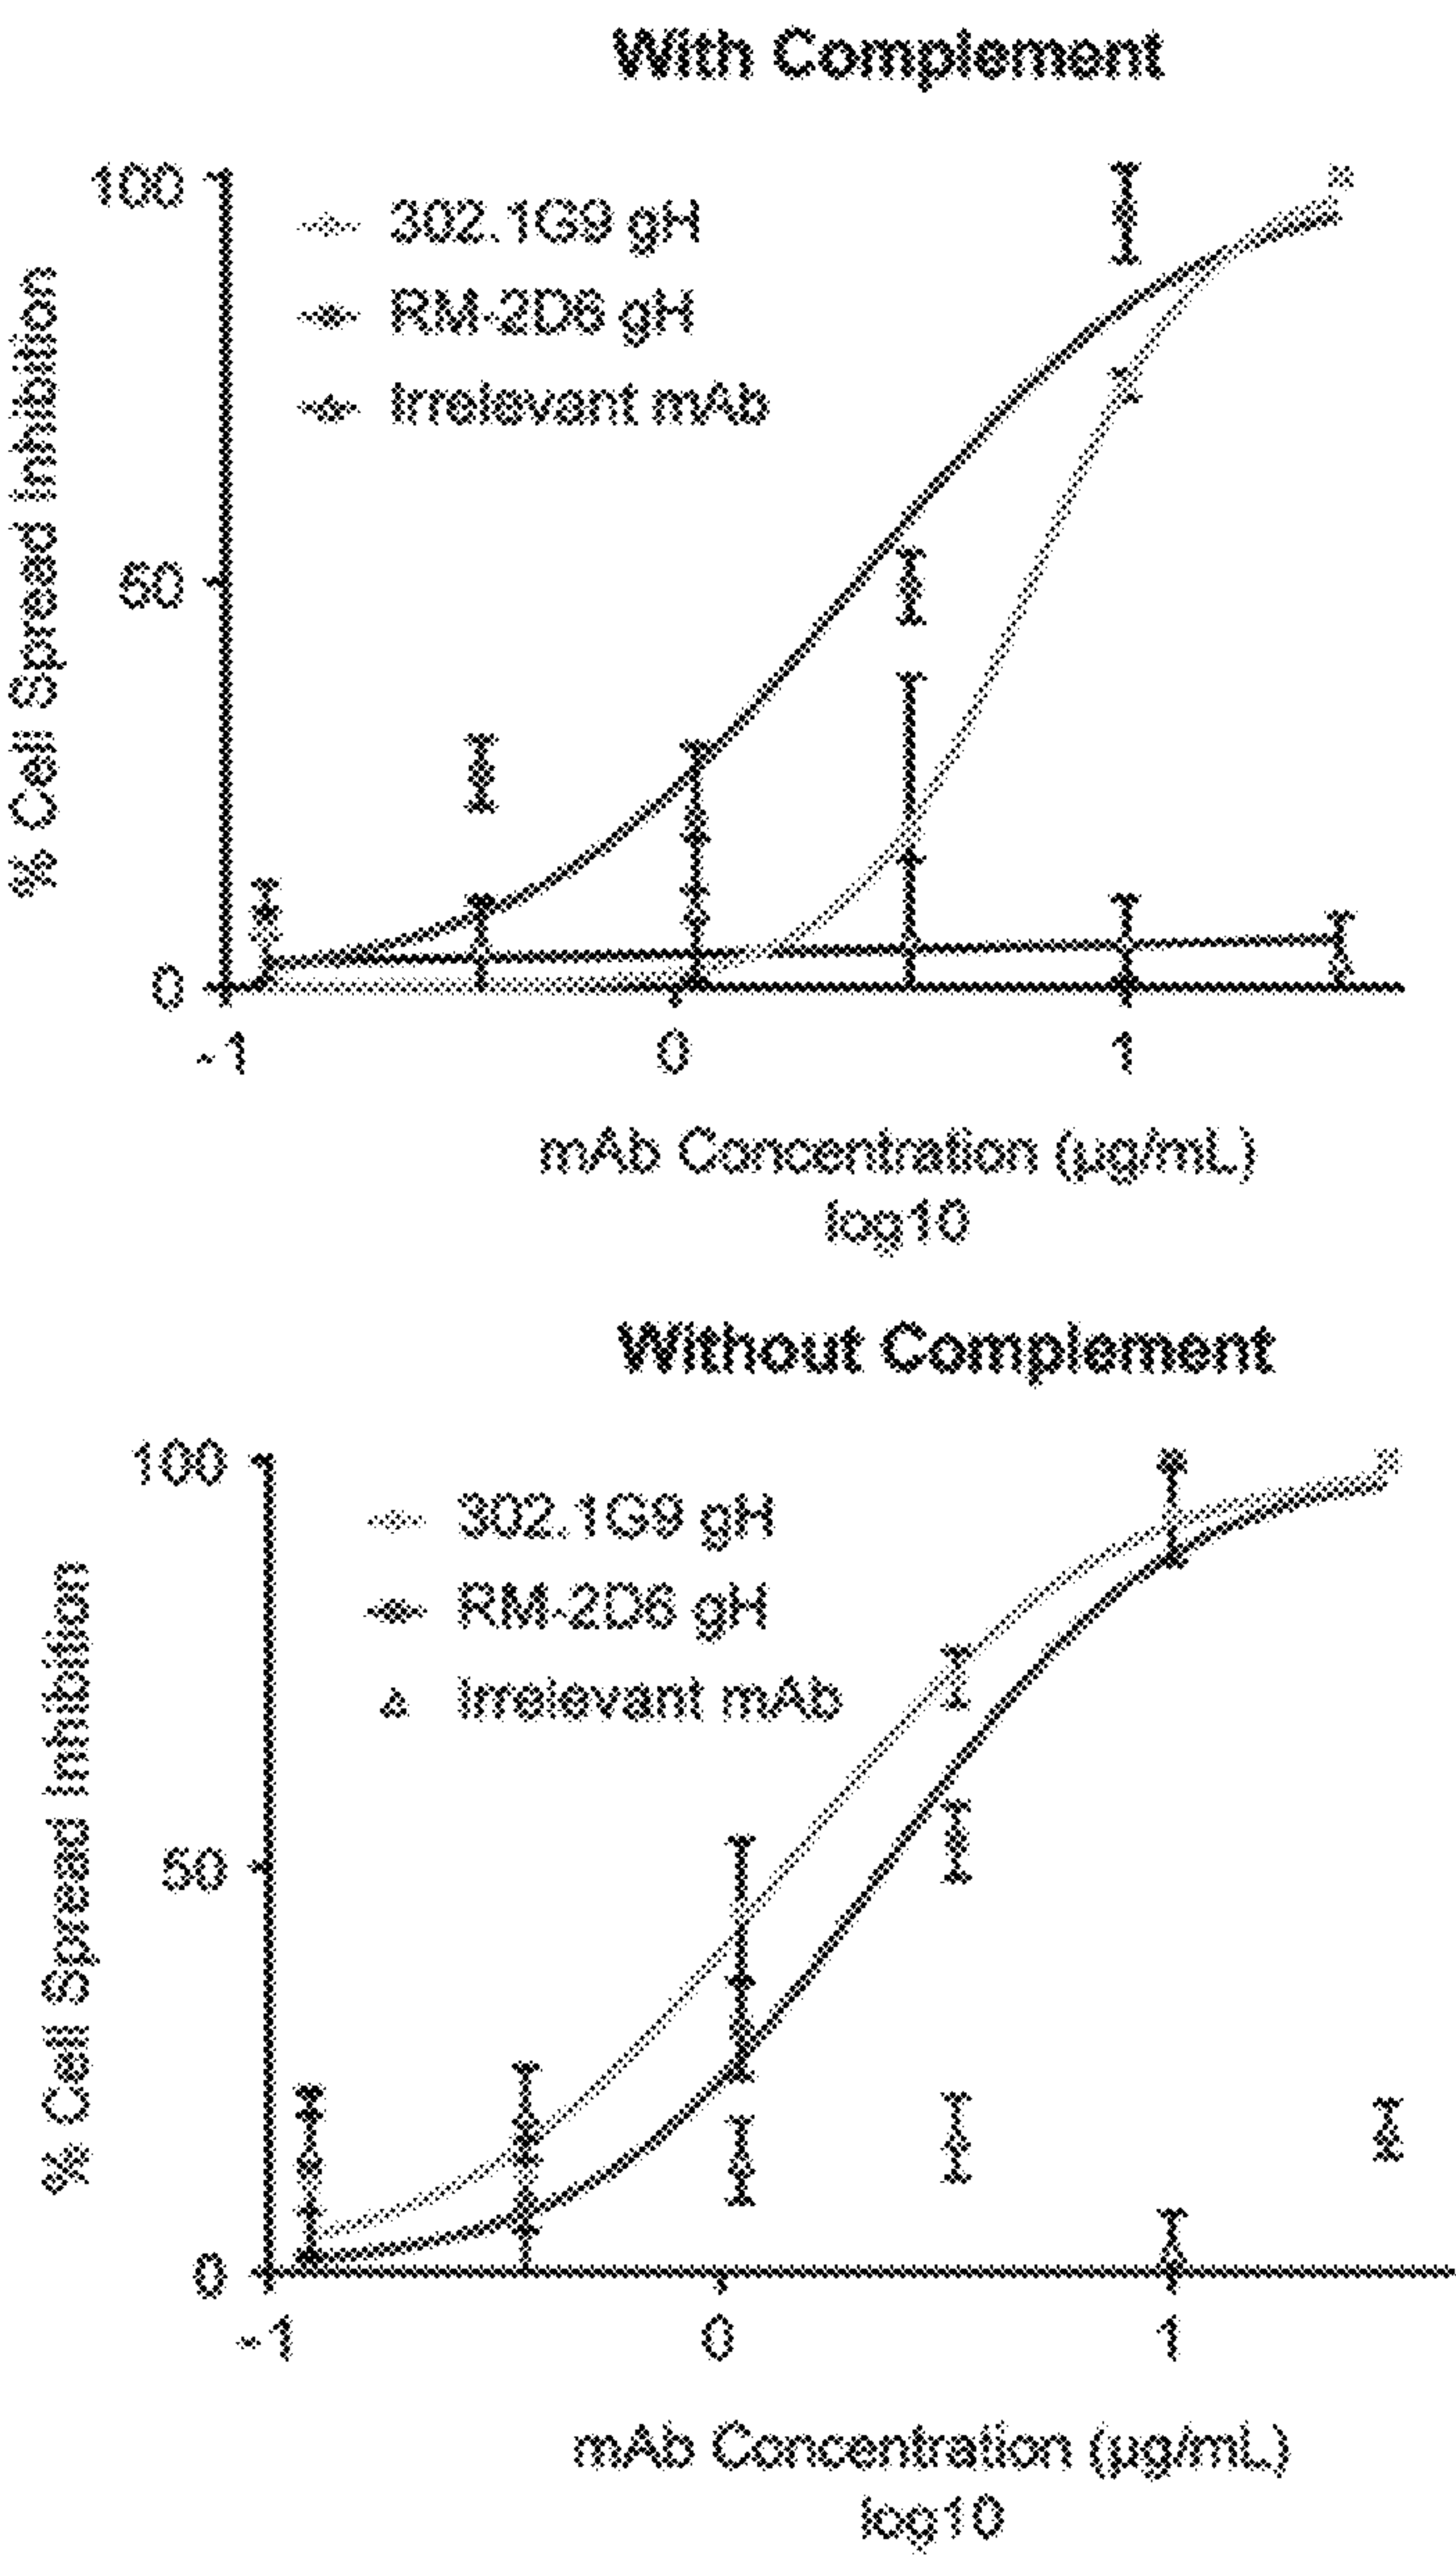 With Complement
100
302.1G9 gH
RM-2D6 gH
Irrelevant mAb
50
0
-1
0
1
% Cell Spread Inhibition
mAb Concentration (µg/mL)
log10
Without Complement
100
302.1G9 gH
RM-2D6 gH
Irrelevant mAb
50
0
-1
0
1
% Cell Spread Inhibition
mAb Concentration (µg/mL)
log10